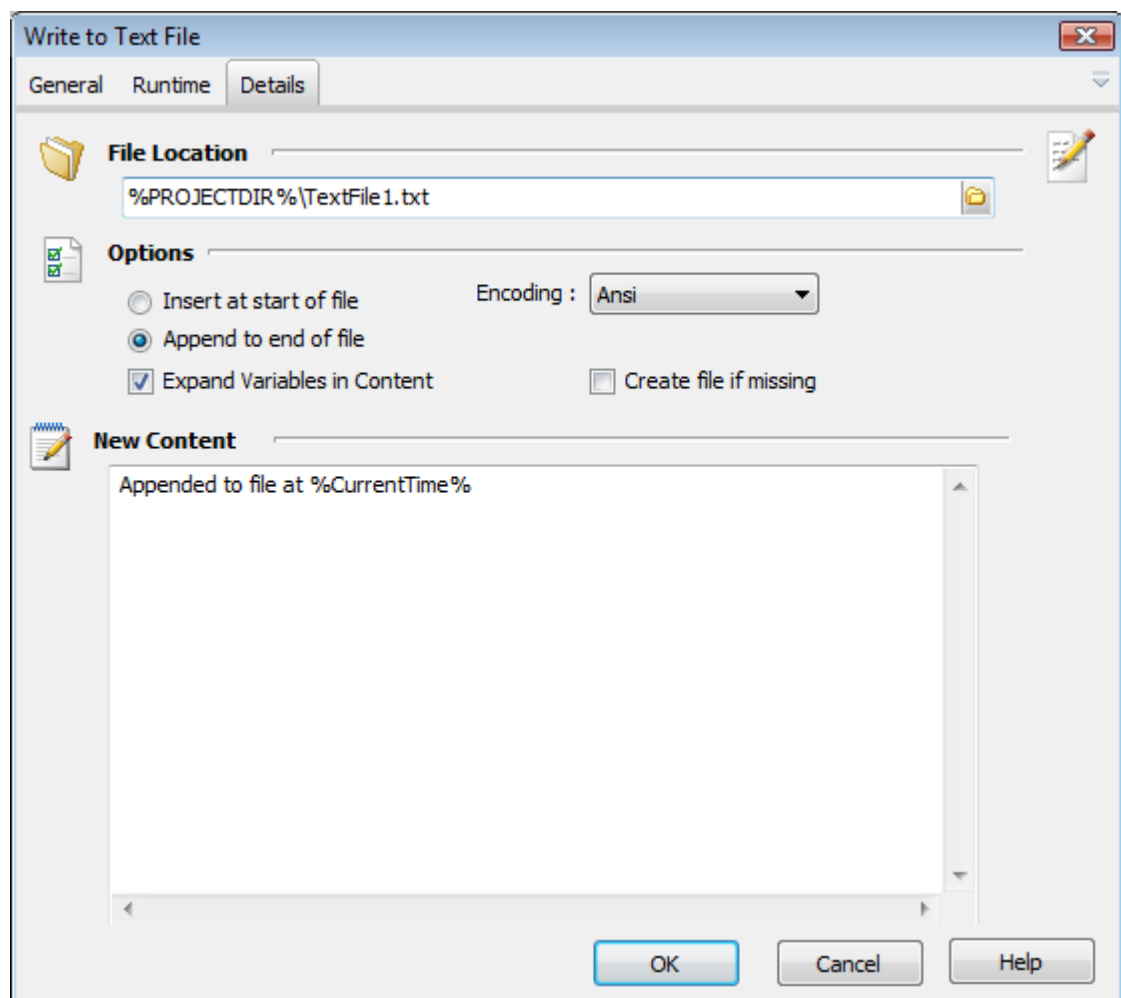 Write to Text File
General Runtime Details
File Location
%PROJECTDIR%\TextFile1.txt
Options
Insert at start of file Encoding : Ansi
Append to end of file
Expand Variables in Content Create file if missing
New Content
Appended to file at %CurrentTime%
OK Cancel Help